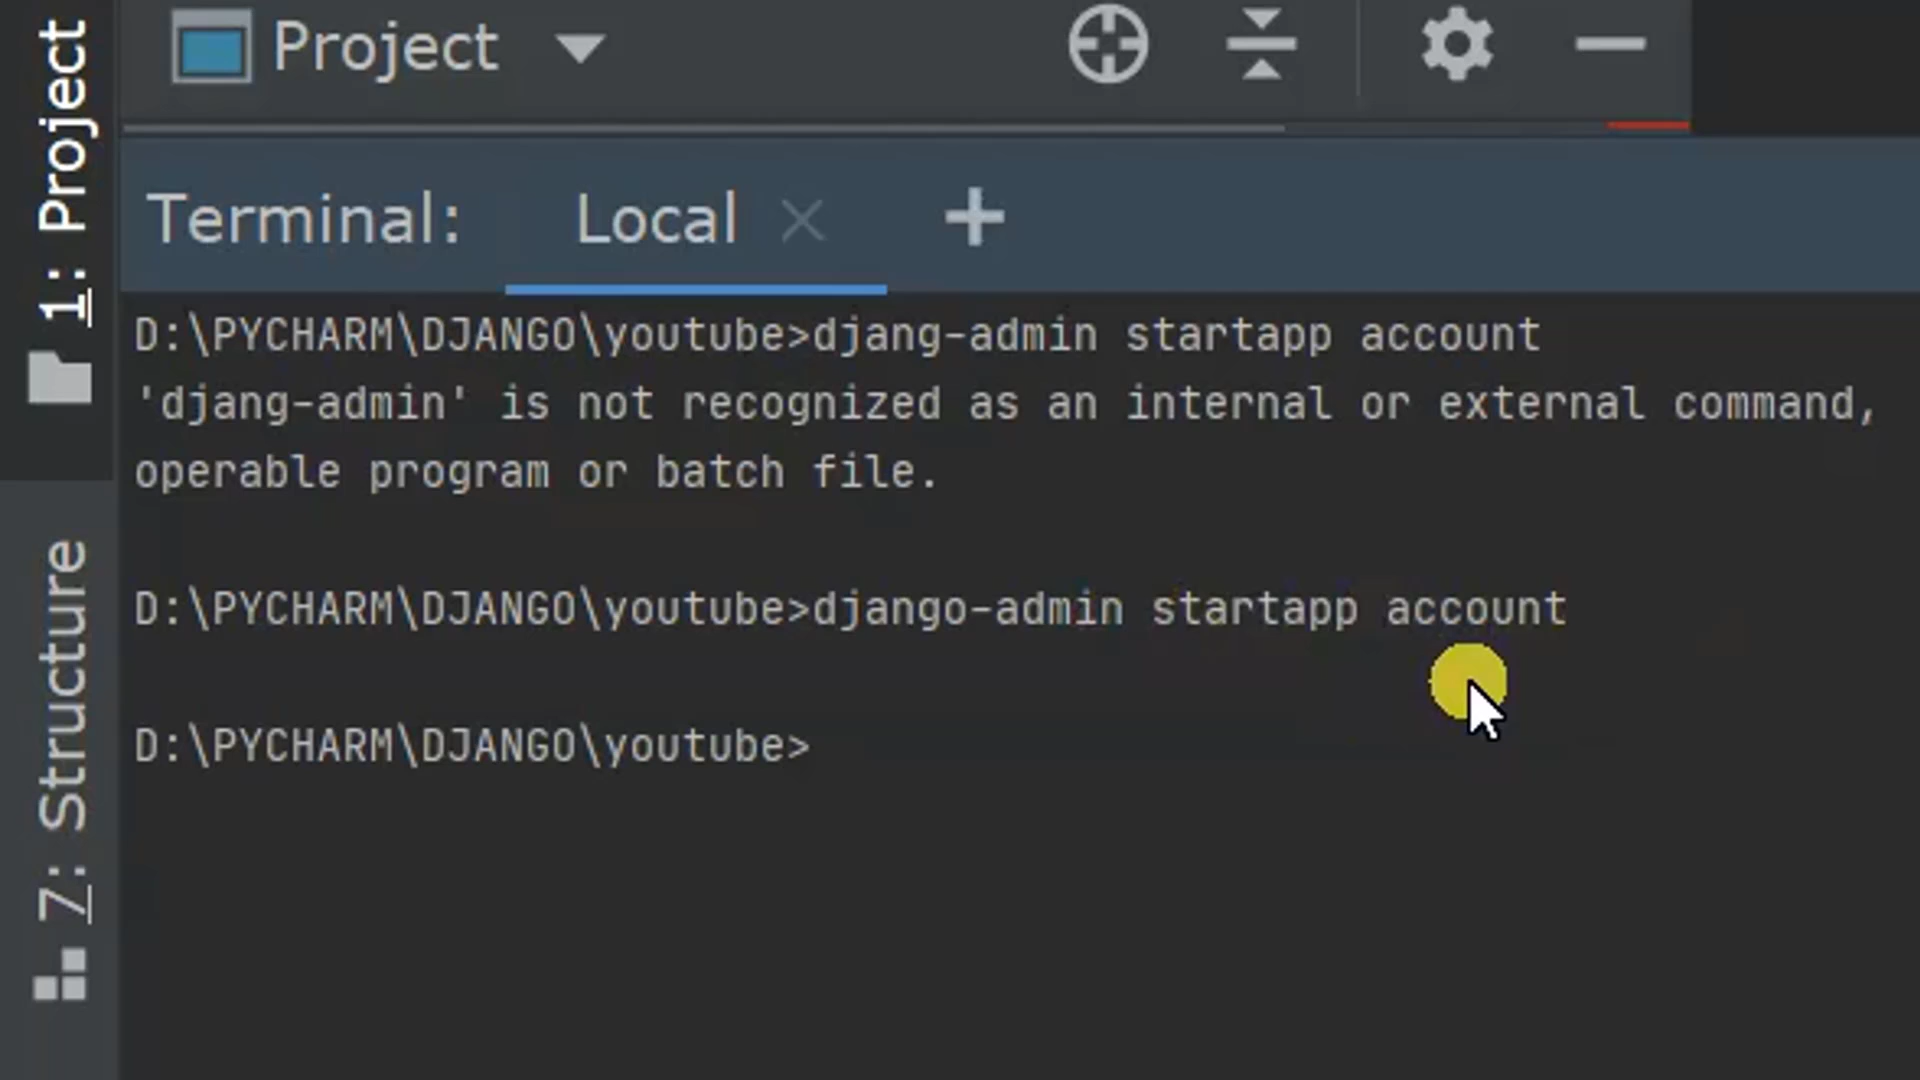 1: Project
7: Structure
Project
Terminal: Local
D:\PYCHARM\DJANGO\youtube>djang-admin startapp account
'djang-admin' is not recognized as an internal or external command,
operable program or batch file.
D:\PYCHARM\DJANGO\youtube>django-admin startapp account
D:\PYCHARM\DJANGO\youtube>